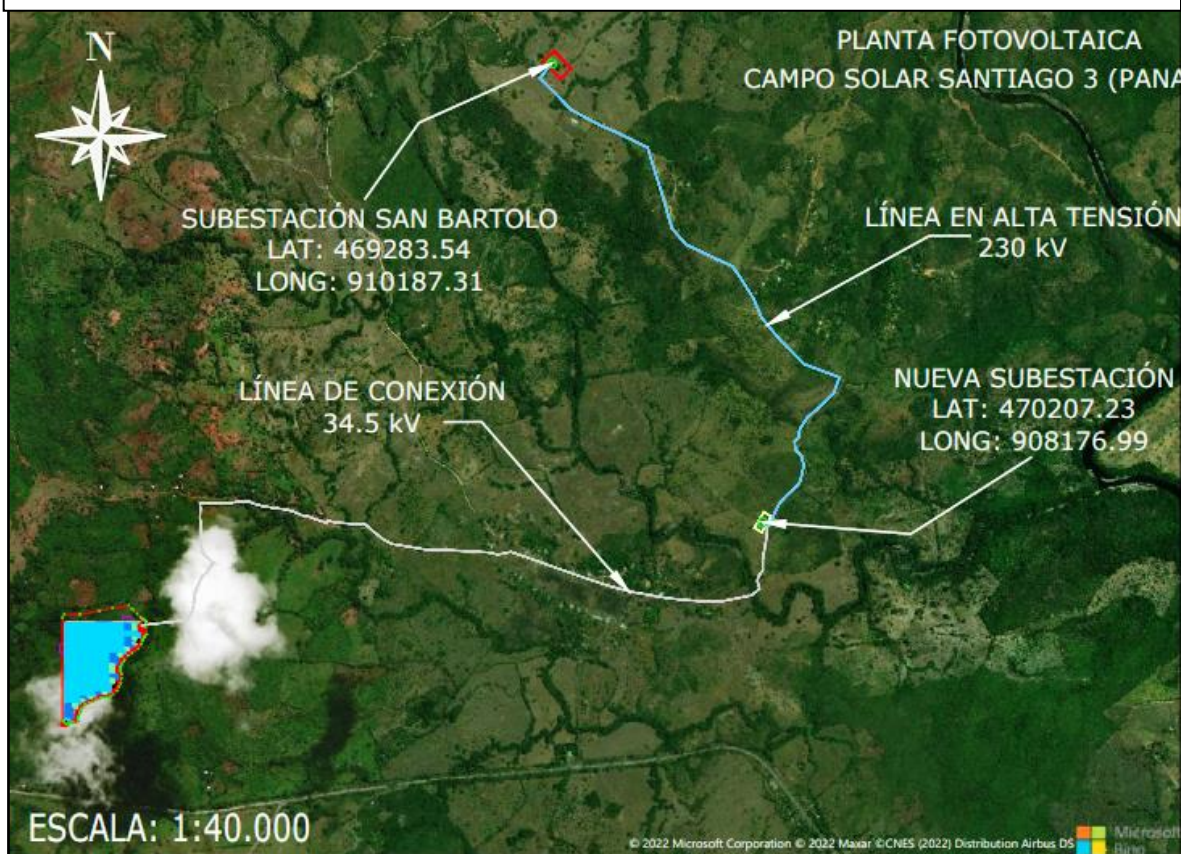 N
PLANTA FOTOVOLTAICA
CAMPO SOLAR SANTIAGO 3 (PANA
SUBESTACIÓN SAN BARTOLO
LAT: 469283.54
LONG: 910187.31
LÍNEA EN ALTA TENSIÓN
230 kV
LÍNEA DE CONEXIÓN
34.5 kV
NUEVA SUBESTACIÓN
LAT: 470207.23
LONG: 908176.99
ESCALA: 1:40.000
© 2022 Microsoft Corporation © 2022 Maxar ©CNES (2022) Distribution Airbus DS
Microsoft
Bing